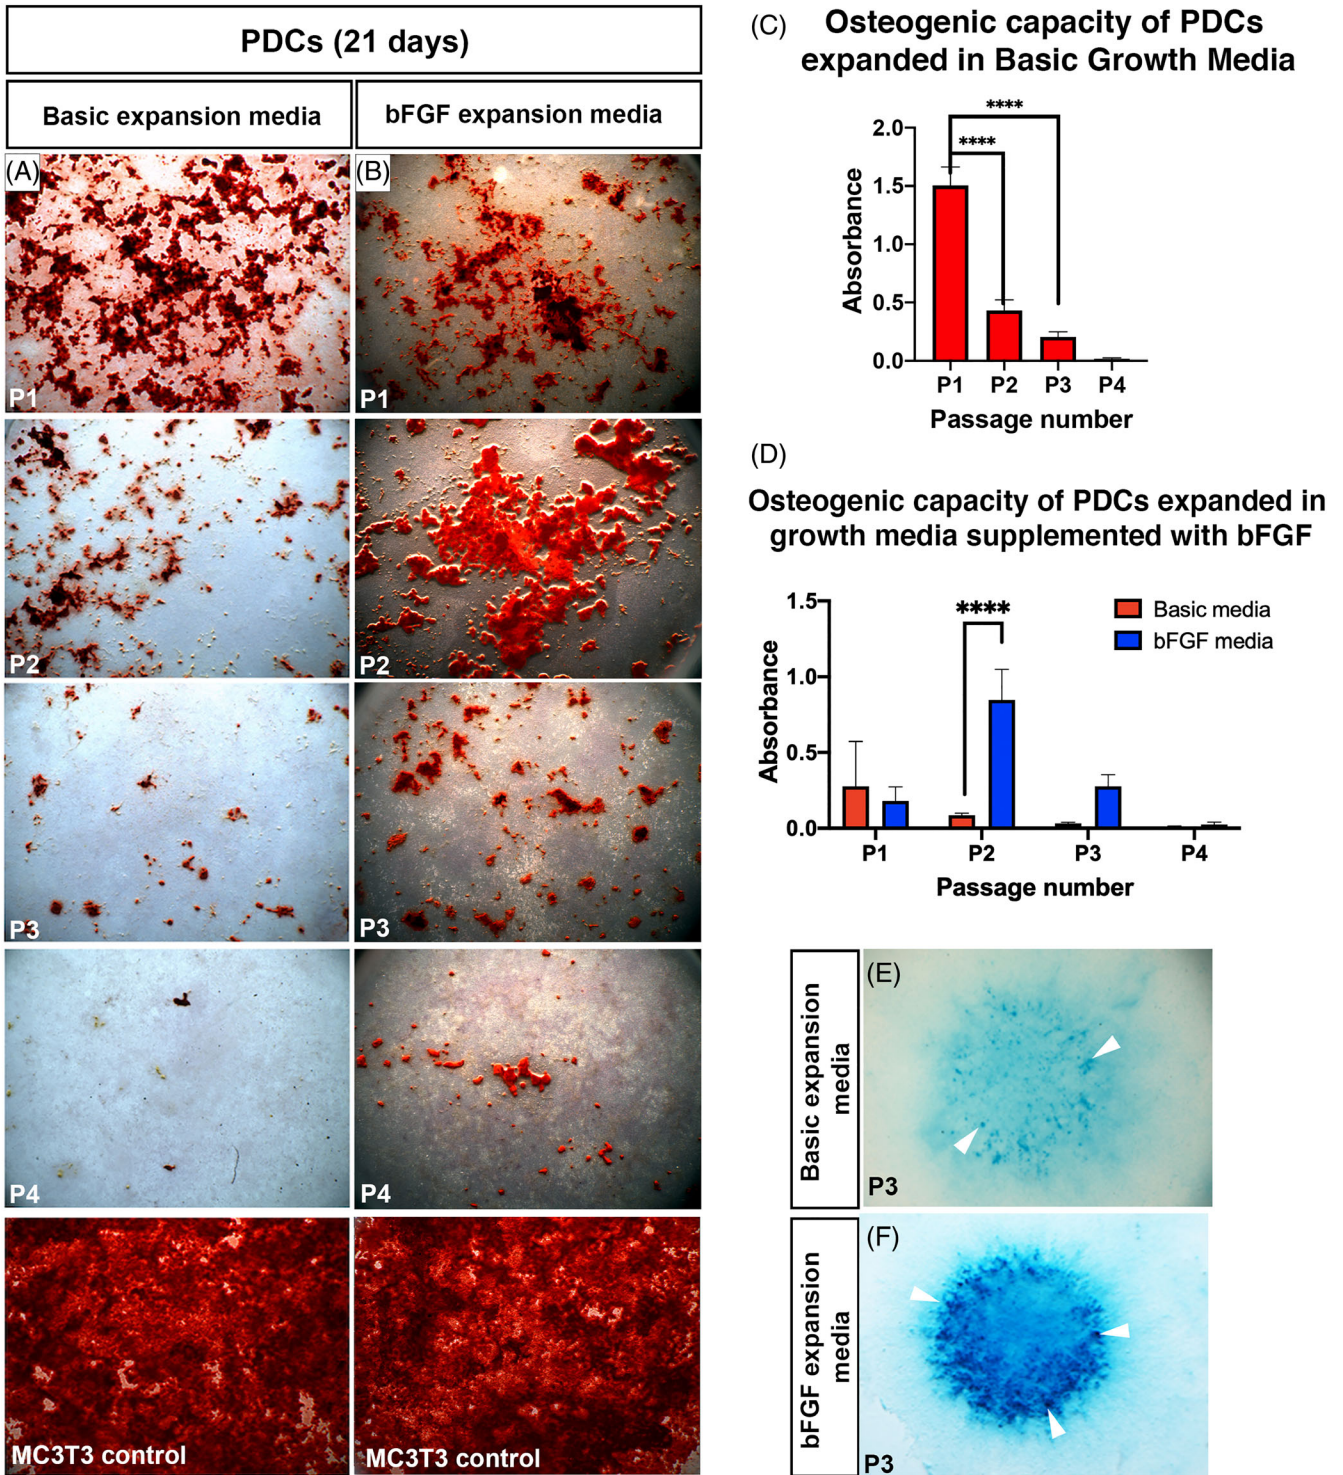 PDCs (21 days)
Basic expansion media
bFGF expansion media
(A)
P1
(B)
P1
P2
P2
P3
P3
P4
P4
MC3T3 control
MC3T3 control
(C)
Osteogenic capacity of PDCs
expanded in Basic Growth Media
****
****
2.0
1.5
1.0
0.5
0.0
Absorbance
P1 P2 P3 P4
Passage number
(D)
Osteogenic capacity of PDCs expanded in
growth media supplemented with bFGF
****
Basic media
bFGF media
1.5
1.0
0.5
0.0
Absorbance
P1 P2 P3 P4
Passage number
Basic expansion
media
(E)
P3
bFGF expansion
media
(F)
P3